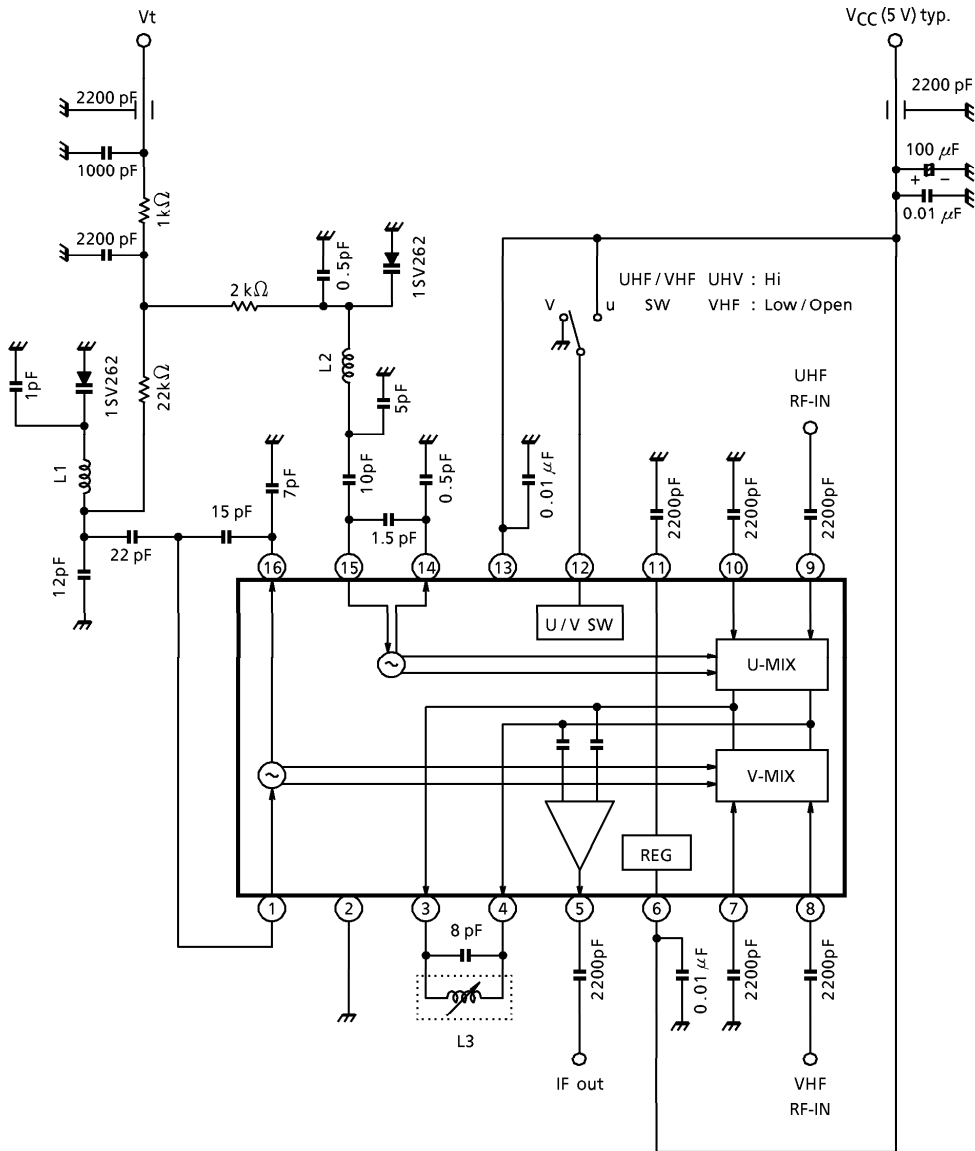 Vt
VCC (5 V) typ.
2200 pF
2200 pF
1000 pF
100 μF
+ −
0.01 μF
1kΩ
2200 pF
0.5pF
1SV262
2kΩ
UHF/VHF UHV : Hi
SW VHF : Low/Open
V
u
1pF
1SV262
22kΩ
L2
5pF
UHF
RF-IN
L1
7pF
10pF
0.5pF
0.01 μF
2200pF
2200pF
2200pF
15 pF
22 pF
1.5 pF
12pF
16
15
14
13
12
11
10
9
U/V SW
~
U-MIX
~
V-MIX
REG
1
2
3
4
5
6
7
8
8 pF
L3
2200pF
0.01 μF
2200pF
2200pF
IF out
VHF
RF-IN